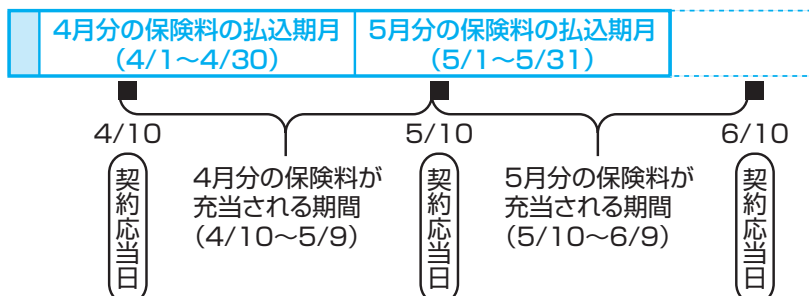 4月分の保険料の払込期月
(4/1～4/30)
5月分の保険料の払込期月
(5/1～5/31)
4/10
5/10
6/10
契約応当日
4月分の保険料が
充当される期間
(4/10～5/9)
契約応当日
5月分の保険料が
充当される期間
(5/10～6/9)
契約応当日